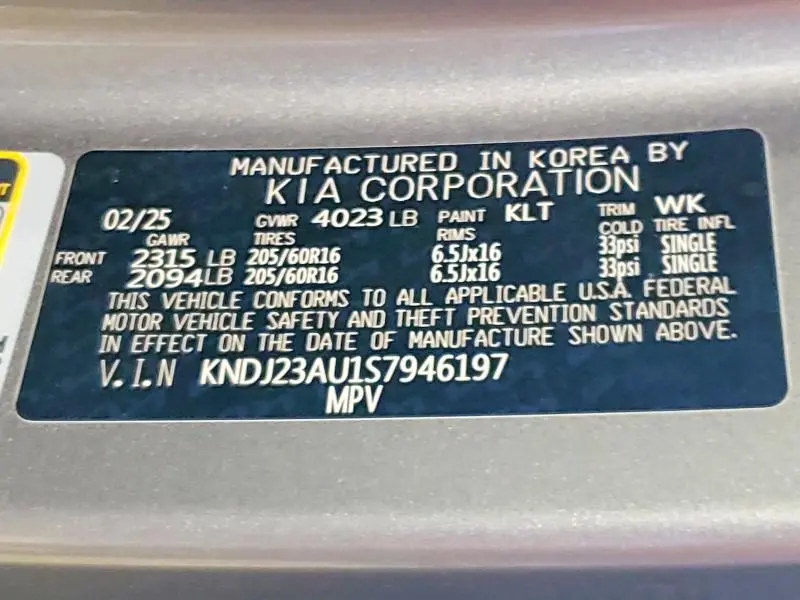 MANUFACTURED IN KOREA BY
KIA CORPORATION
02/25 GVWR 4023 LB PAINT KLT TRIM WK
GAWR TIRES RIMS COLD TIRE INFL
FRONT 2315 LB 205/60R16 6.5Jx16 33psi SINGLE
REAR 2094 LB 205/60R16 6.5Jx16 33psi SINGLE
THIS VEHICLE CONFORMS TO ALL APPLICABLE U.S.A. FEDERAL
MOTOR VEHICLE SAFETY AND THEFT PREVENTION STANDARDS
IN EFFECT ON THE DATE OF MANUFACTURE SHOWN ABOVE.
V.I.N KNDJ23AU1S7946197
MPV